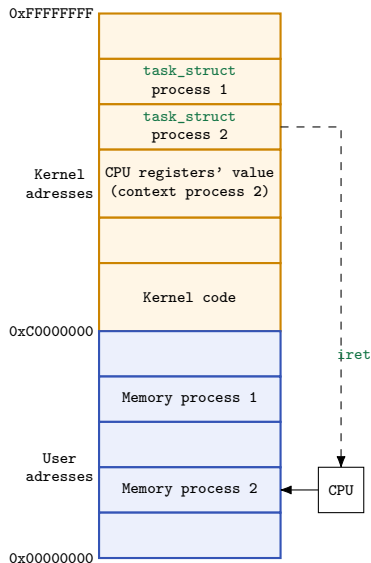 0xFFFFFFFF
task_struct
process 1
task_struct
process 2
Kernel
adresses
CPU registers' value
(context process 2)
Kernel code
0xC0000000
iret
Memory process 1
User
adresses
Memory process 2
CPU
0x00000000